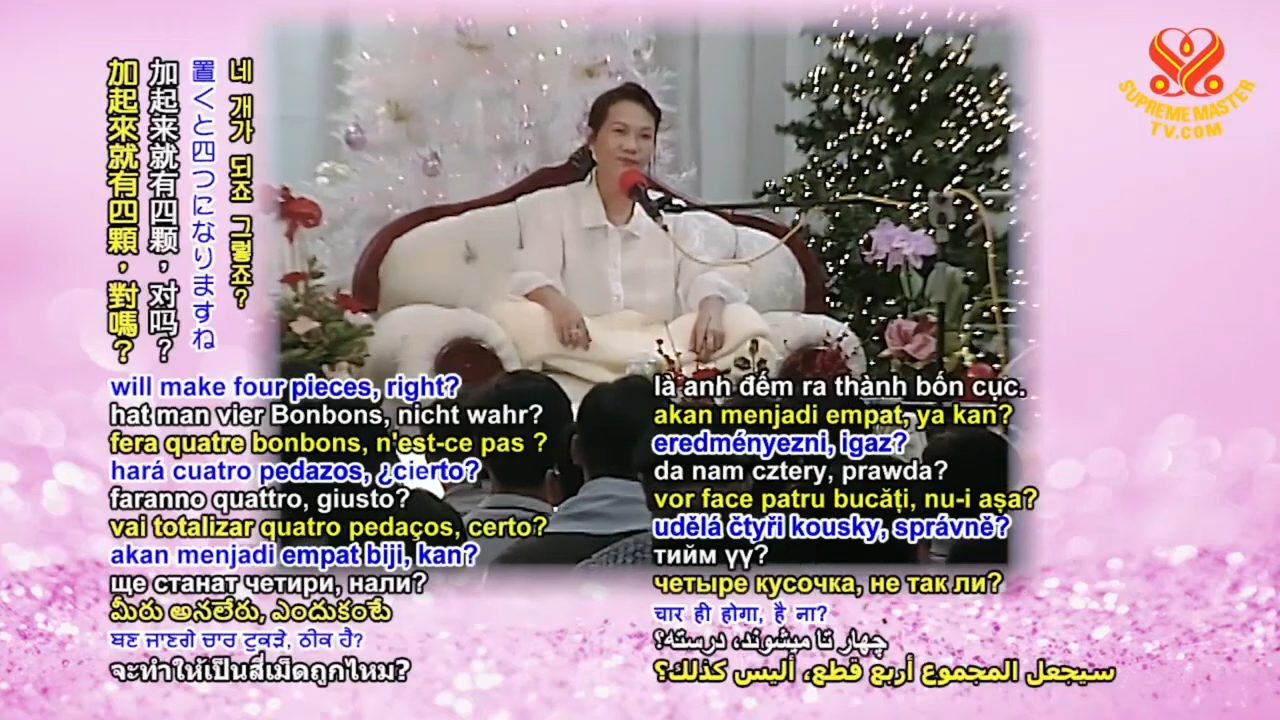 SUPREME MASTER
TV.COM
네 개가 되죠 그렇죠?
置くと四つになりますね
加起来就有四颗，对吗？
加起來就有四顆，對嗎？
will make four pieces, right?
hat man vier Bonbons, nicht wahr?
fera quatre bonbons, n'est-ce pas ?
hará cuatro pedazos, ¿cierto?
faranno quattro, giusto?
vai totalizar quatro pedaços, certo?
akan menjadi empat biji, kan?
ще станат четири, нали?
మీరు అనలేరు, ఎందుకంటే
ਬਣ ਜਾਣਗੇ ਚਾਰ ਟੁਕੜੇ, ਠੀਕ ਹੈ?
จะทำให้เป็นสี่เม็ดถูกไหม?
là anh đếm ra thành bốn cục.
akan menjadi empat, ya kan?
eredményezni, igaz?
da nam cztery, prawda?
vor face patru bucăți, nu-i așa?
udělá čtyři kousky, správně?
тийм үү?
четыре кусочка, не так ли?
चार ही होगा, है ना?
چهار تا میشوند، درسته؟
سيجعل المجموع أربع قطع، أليس كذلك؟